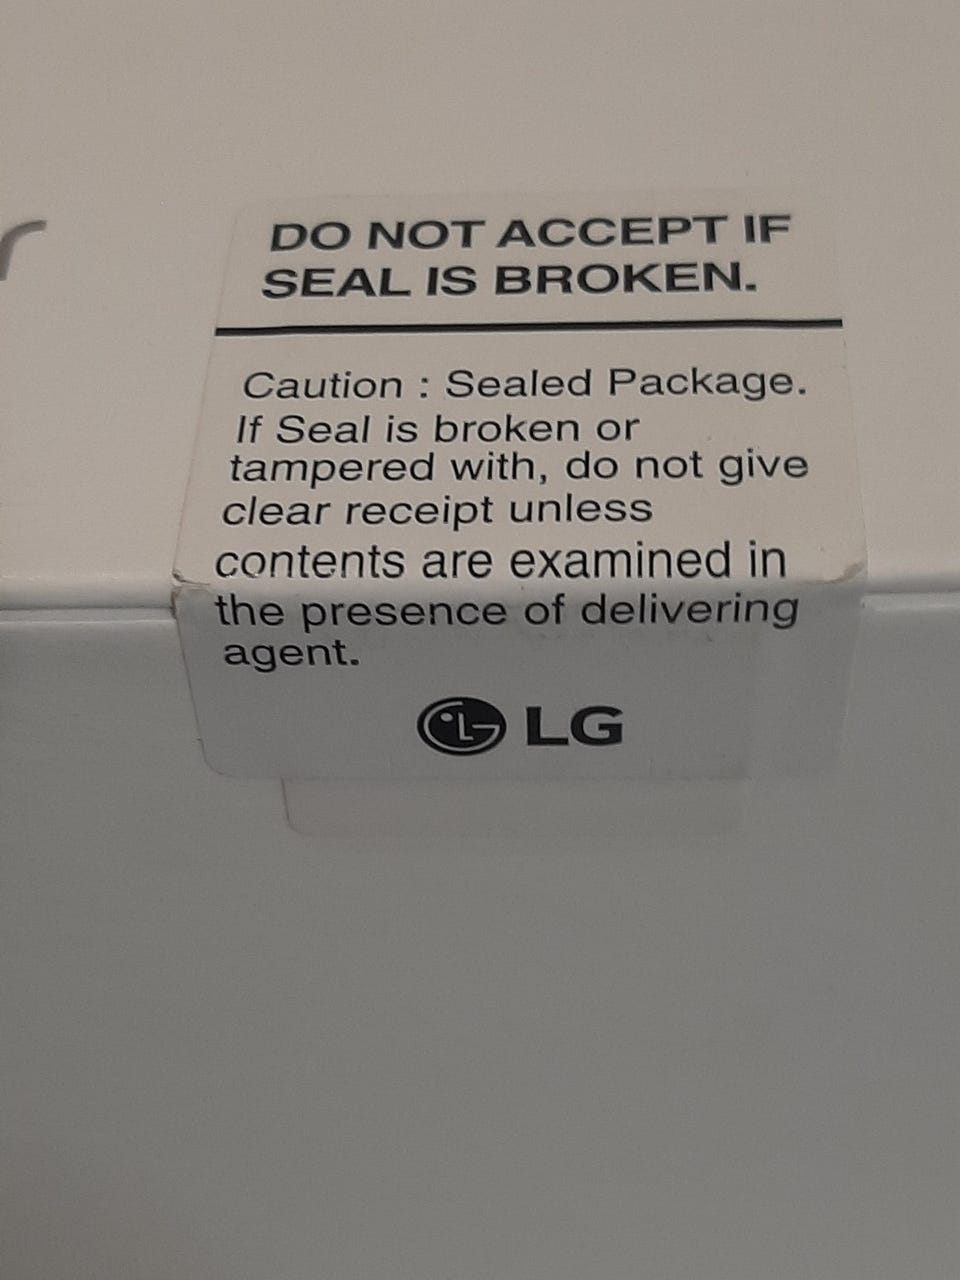 DO NOT ACCEPT IF
SEAL IS BROKEN.
Caution : Sealed Package.
If Seal is broken or
tampered with, do not give
clear receipt unless
contents are examined in
the presence of delivering
agent.
LG